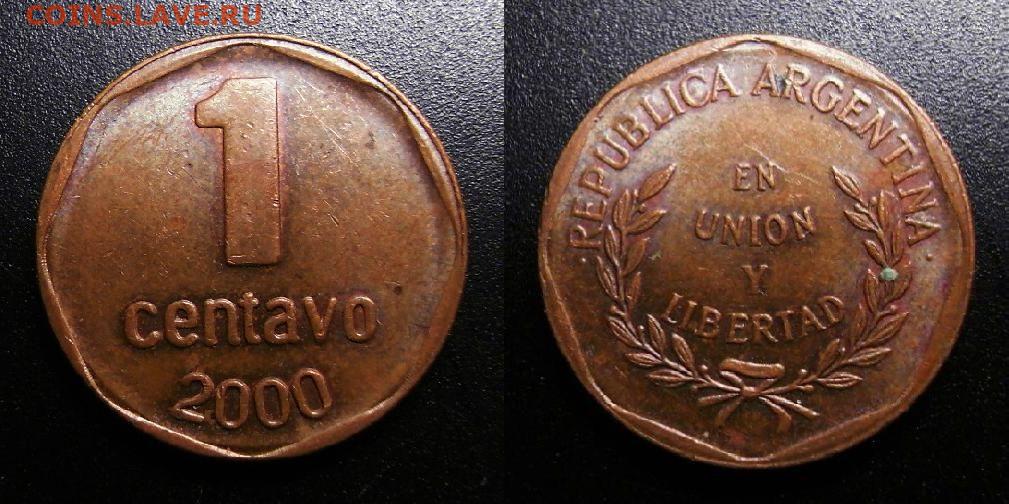 COINS.LAVE.RU
1
centavo
2000
·REPUBLICA ARGENTINA·
EN
UNION
Y
LIBERTAD